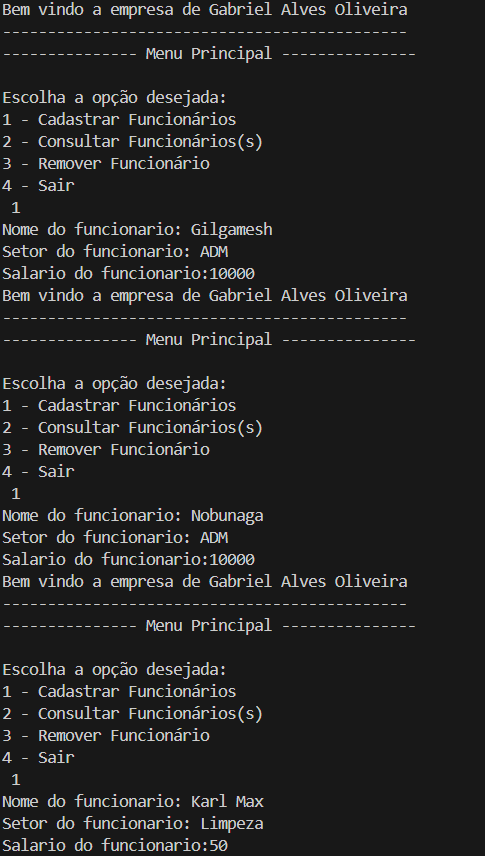 Bem vindo a empresa de Gabriel Alves Oliveira
---------------------------------------------
--------------- Menu Principal ---------------
Escolha a opção desejada:
1 - Cadastrar Funcionários
2 - Consultar Funcionários(s)
3 - Remover Funcionário
4 - Sair
1
Nome do funcionario: Gilgamesh
Setor do funcionario: ADM
Salario do funcionario:10000
Bem vindo a empresa de Gabriel Alves Oliveira
---------------------------------------------
--------------- Menu Principal ---------------
Escolha a opção desejada:
1 - Cadastrar Funcionários
2 - Consultar Funcionários(s)
3 - Remover Funcionário
4 - Sair
1
Nome do funcionario: Nobunaga
Setor do funcionario: ADM
Salario do funcionario:10000
Bem vindo a empresa de Gabriel Alves Oliveira
---------------------------------------------
--------------- Menu Principal ---------------
Escolha a opção desejada:
1 - Cadastrar Funcionários
2 - Consultar Funcionários(s)
3 - Remover Funcionário
4 - Sair
1
Nome do funcionario: Karl Max
Setor do funcionario: Limpeza
Salario do funcionario:50